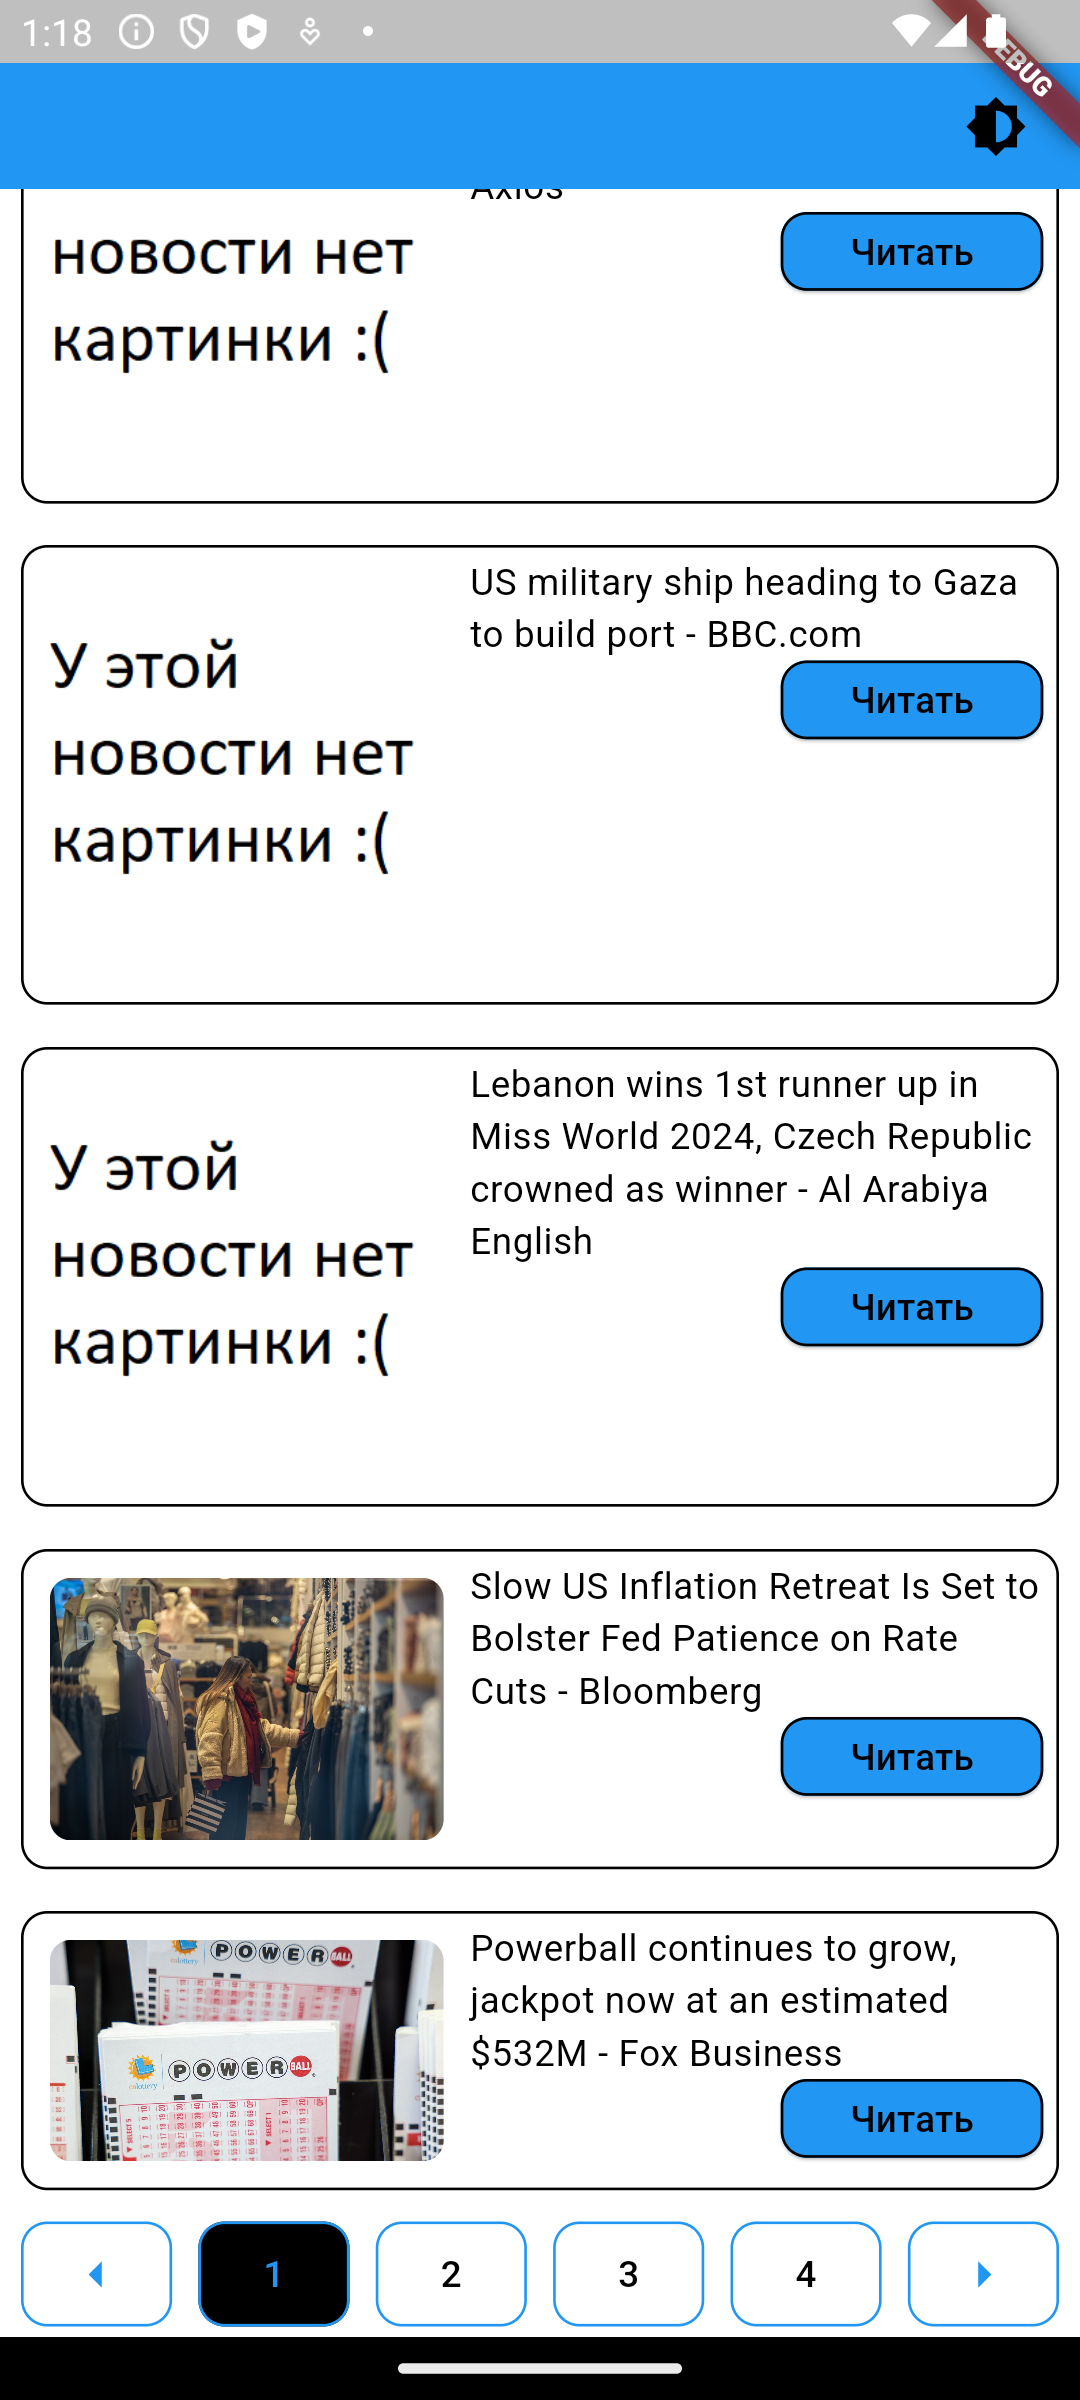 1:18
DEBUG
Axios
новости нет
картинки :(
Читать
У этой
новости нет
картинки :(
US military ship heading to Gaza
to build port - BBC.com
Читать
У этой
новости нет
картинки :(
Lebanon wins 1st runner up in
Miss World 2024, Czech Republic
crowned as winner - Al Arabiya
English
Читать
Slow US Inflation Retreat Is Set to
Bolster Fed Patience on Rate
Cuts - Bloomberg
Читать
POWER BALL
POWER BALL
Powerball continues to grow,
jackpot now at an estimated
$532M - Fox Business
Читать
1 2 3 4